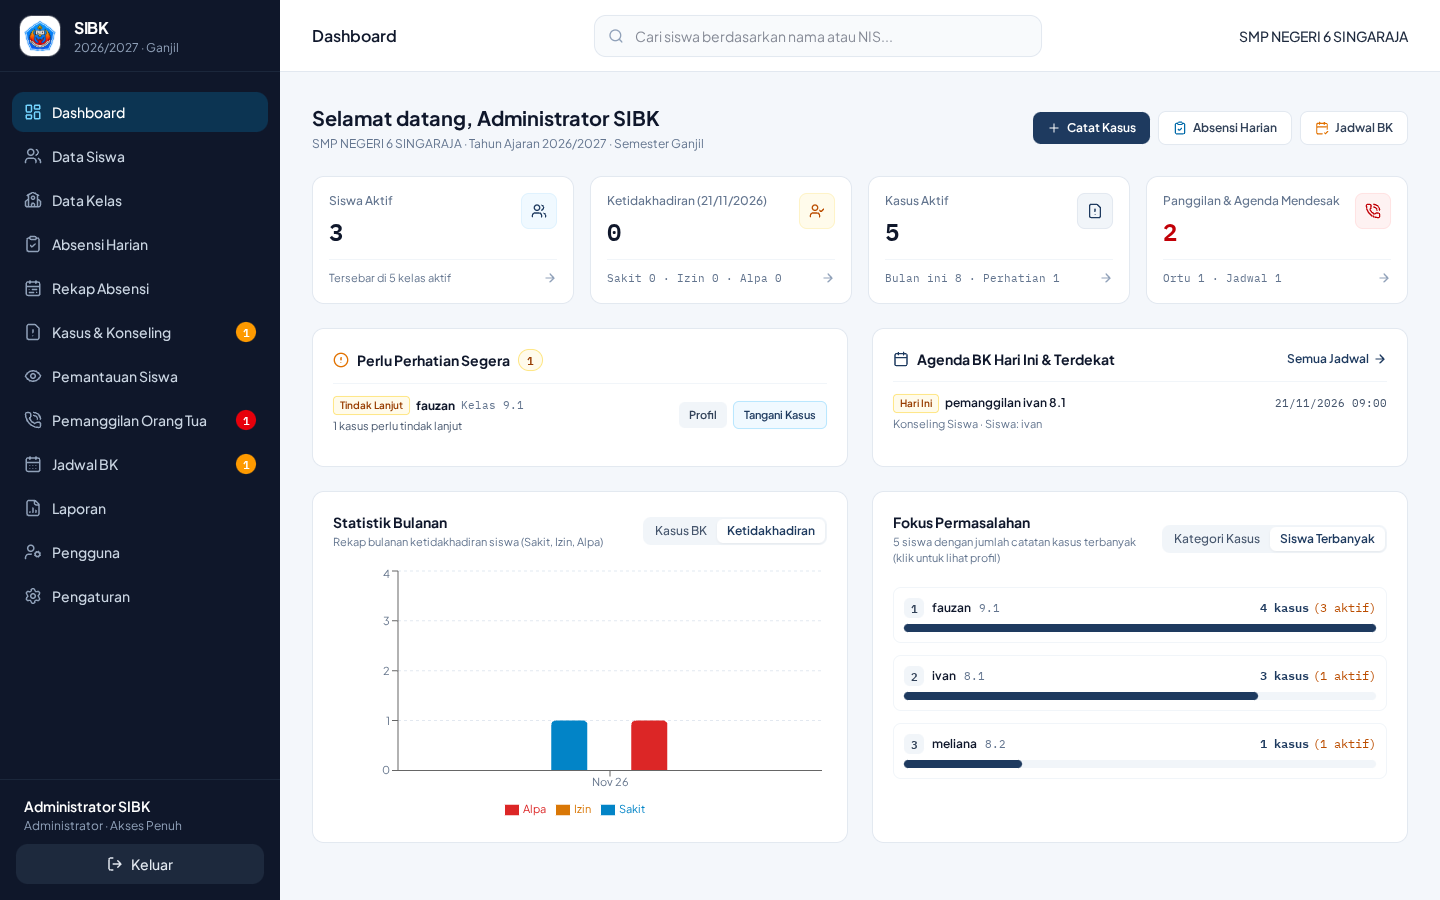 SIBK
2026/2027 · Ganjil
Dashboard
Data Siswa
Data Kelas
Absensi Harian
Rekap Absensi
Kasus & Konseling 1
Pemantauan Siswa
Pemanggilan Orang Tua 1
Jadwal BK 1
Laporan
Pengguna
Pengaturan
Administrator SIBK
Administrator · Akses Penuh
Keluar
Dashboard
Cari siswa berdasarkan nama atau NIS...
SMP NEGERI 6 SINGARAJA
Selamat datang, Administrator SIBK
SMP NEGERI 6 SINGARAJA · Tahun Ajaran 2026/2027 · Semester Ganjil
Catat Kasus
Absensi Harian
Jadwal BK
Siswa Aktif
3
Tersebar di 5 kelas aktif
Ketidakhadiran (21/11/2026)
0
Sakit 0 · Izin 0 · Alpa 0
Kasus Aktif
5
Bulan ini 8 · Perhatian 1
Panggilan & Agenda Mendesak
2
Ortu 1 · Jadwal 1
Perlu Perhatian Segera 1
Tindak Lanjut fauzan Kelas 9.1
1 kasus perlu tindak lanjut
Profil
Tangani Kasus
Agenda BK Hari Ini & Terdekat
Semua Jadwal
Hari Ini pemanggilan ivan 8.1
21/11/2026 09:00
Konseling Siswa · Siswa: ivan
Statistik Bulanan
Rekap bulanan ketidakhadiran siswa (Sakit, Izin, Alpa)
Kasus BK
Ketidakhadiran
4
3
2
1
0
Nov 26
Alpa Izin Sakit
Fokus Permasalahan
5 siswa dengan jumlah catatan kasus terbanyak
(klik untuk lihat profil)
Kategori Kasus
Siswa Terbanyak
1 fauzan 9.1 4 kasus (3 aktif)
2 ivan 8.1 3 kasus (1 aktif)
3 meliana 8.2 1 kasus (1 aktif)